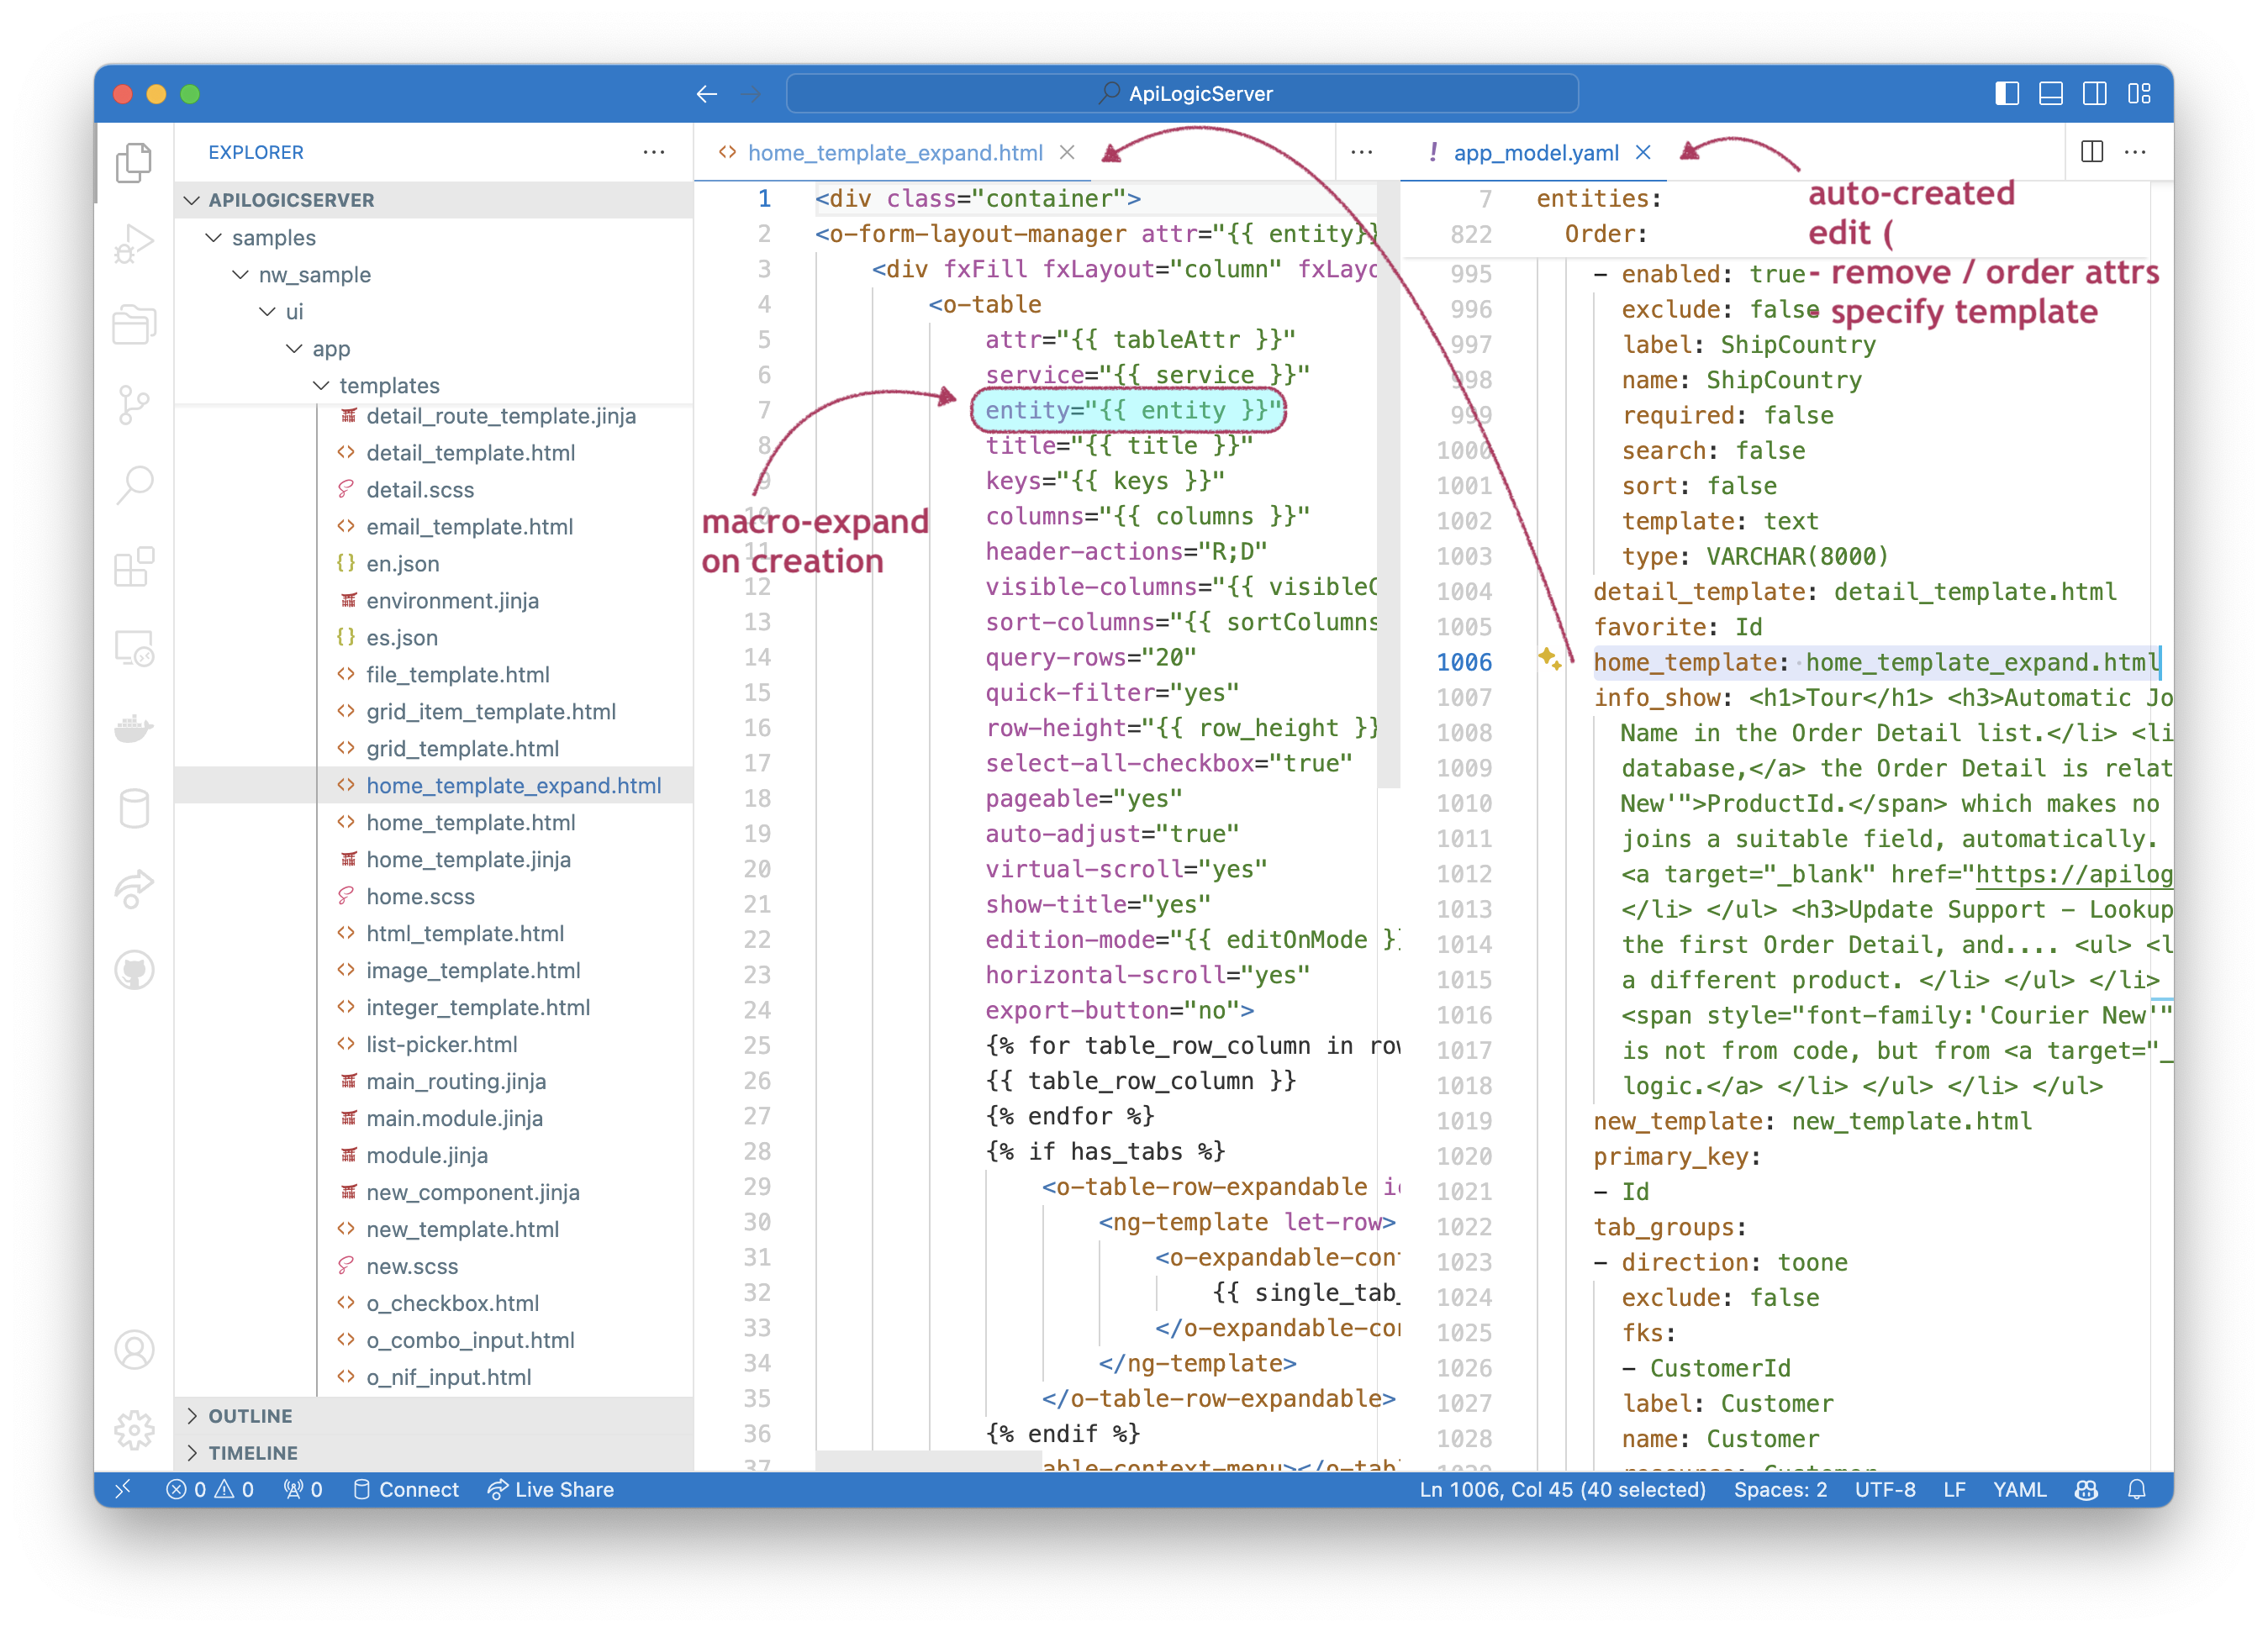 ApiLogicServer
EXPLORER
APILOGICSERVER
samples
nw_sample
ui
app
templates
detail_route_template.jinja
detail_template.html
detail.scss
email_template.html
en.json
environment.jinja
es.json
file_template.html
grid_item_template.html
grid_template.html
home_template_expand.html
home_template.html
home_template.jinja
home.scss
html_template.html
image_template.html
integer_template.html
list-picker.html
main_routing.jinja
main.module.jinja
module.jinja
new_component.jinja
new_template.html
new.scss
o_checkbox.html
o_combo_input.html
o_nif_input.html
OUTLINE
TIMELINE
home_template_expand.html
1 <div class="container">
2 <o-form-layout-manager attr="{{ entity}}
3 <div fxFill fxLayout="column" fxLayo
4 <o-table
5 attr="{{ tableAttr }}"
6 service="{{ service }}"
7 entity="{{ entity }}"
8 title="{{ title }}"
9 keys="{{ keys }}"
10 columns="{{ columns }}"
11 header-actions="R;D"
12 visible-columns="{{ visibleC
13 sort-columns="{{ sortColumns
14 query-rows="20"
15 quick-filter="yes"
16 row-height="{{ row_height }}
17 select-all-checkbox="true"
18 pageable="yes"
19 auto-adjust="true"
20 virtual-scroll="yes"
21 show-title="yes"
22 edition-mode="{{ editOnMode }
23 horizontal-scroll="yes"
24 export-button="no">
25 {% for table_row_column in row
26 {{ table_row_column }}
27 {% endfor %}
28 {% if has_tabs %}
29 <o-table-row-expandable i
30 <ng-template let-row>
31 <o-expandable-con
32 {{ single_tab_
33 </o-expandable-con
34 </ng-template>
35 </o-table-row-expandable>
36 {% endif %}
37 able-context-menu></o-tab
macro-expand
on creation
! app_model.yaml
auto-created
edit (
- remove / order attrs
- specify template
7 entities:
822 Order:
995 - enabled: true
996 exclude: false
997 label: ShipCountry
998 name: ShipCountry
999 required: false
1000 search: false
1001 sort: false
1002 template: text
1003 type: VARCHAR(8000)
1004 detail_template: detail_template.html
1005 favorite: Id
1006 home_template: home_template_expand.html
1007 info_show: <h1>Tour</h1> <h3>Automatic Jo
1008 Name in the Order Detail list.</li> <li
1009 database,</a> the Order Detail is relat
1010 New'">ProductId.</span> which makes no
1011 joins a suitable field, automatically.
1012 <a target="_blank" href="https://apilog
1013 </li> </ul> <h3>Update Support – Lookup
1014 the first Order Detail, and.... <ul> <l
1015 a different product. </li> </ul> </li>
1016 <span style="font-family:'Courier New'"
1017 is not from code, but from <a target="_
1018 logic.</a> </li> </ul> </li> </ul>
1019 new_template: new_template.html
1020 primary_key:
1021 - Id
1022 tab_groups:
1023 - direction: toone
1024 exclude: false
1025 fks:
1026 - CustomerId
1027 label: Customer
1028 name: Customer
0 0 0 Connect Live Share
Ln 1006, Col 45 (40 selected) Spaces: 2 UTF-8 LF YAML